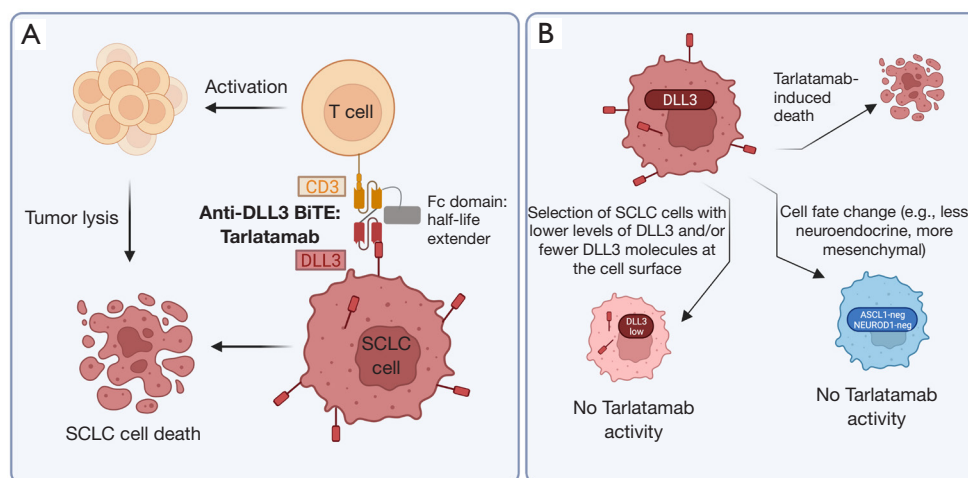 A
Activation
T cell
CD3
Tumor lysis
Anti-DLL3 BiTE:
Tarlatamab
Fc domain:
half-life
extender
DLL3
SCLC
cell
SCLC cell death
B
DLL3
Tarlatamab-
induced
death
Selection of SCLC cells with
lower levels of DLL3 and/or
fewer DLL3 molecules at
the cell surface
Cell fate change (e.g., less
neuroendocrine, more
mesenchymal)
DLL3
low
ASCL1-neg
NEUROD1-neg
No Tarlatamab
activity
No Tarlatamab
activity